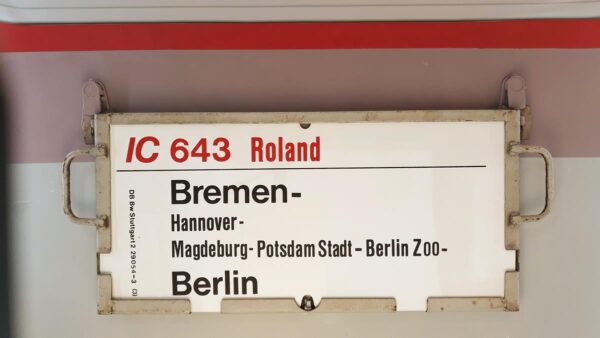 IC 643 Roland
Bremen-
Hannover-
Magdeburg- Potsdam Stadt - Berlin Zoo-
Berlin
DB Bw Stuttgart 2 29054-3 (3)